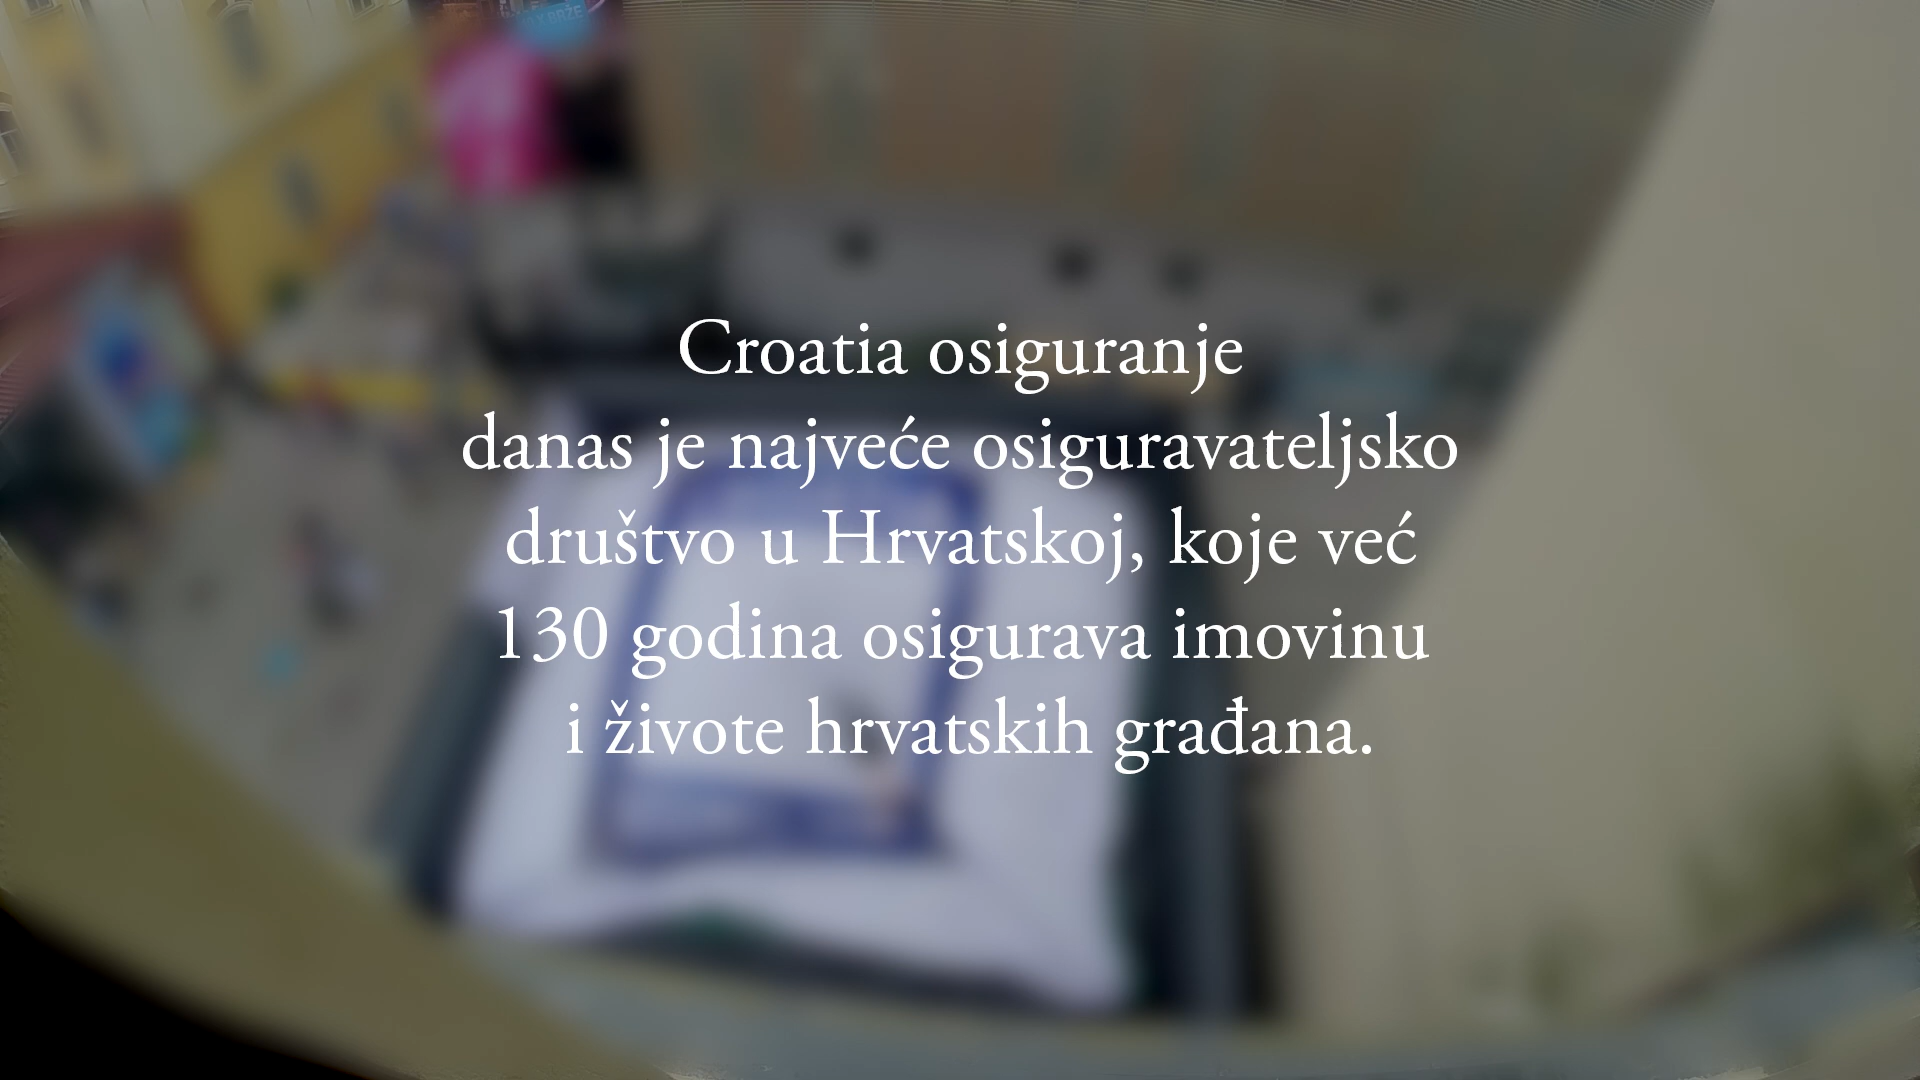 Croatia osiguranje
danas je najveće osiguravateljsko
društvo u Hrvatskoj, koje već
130 godina osigurava imovinu
i živote hrvatskih građana.